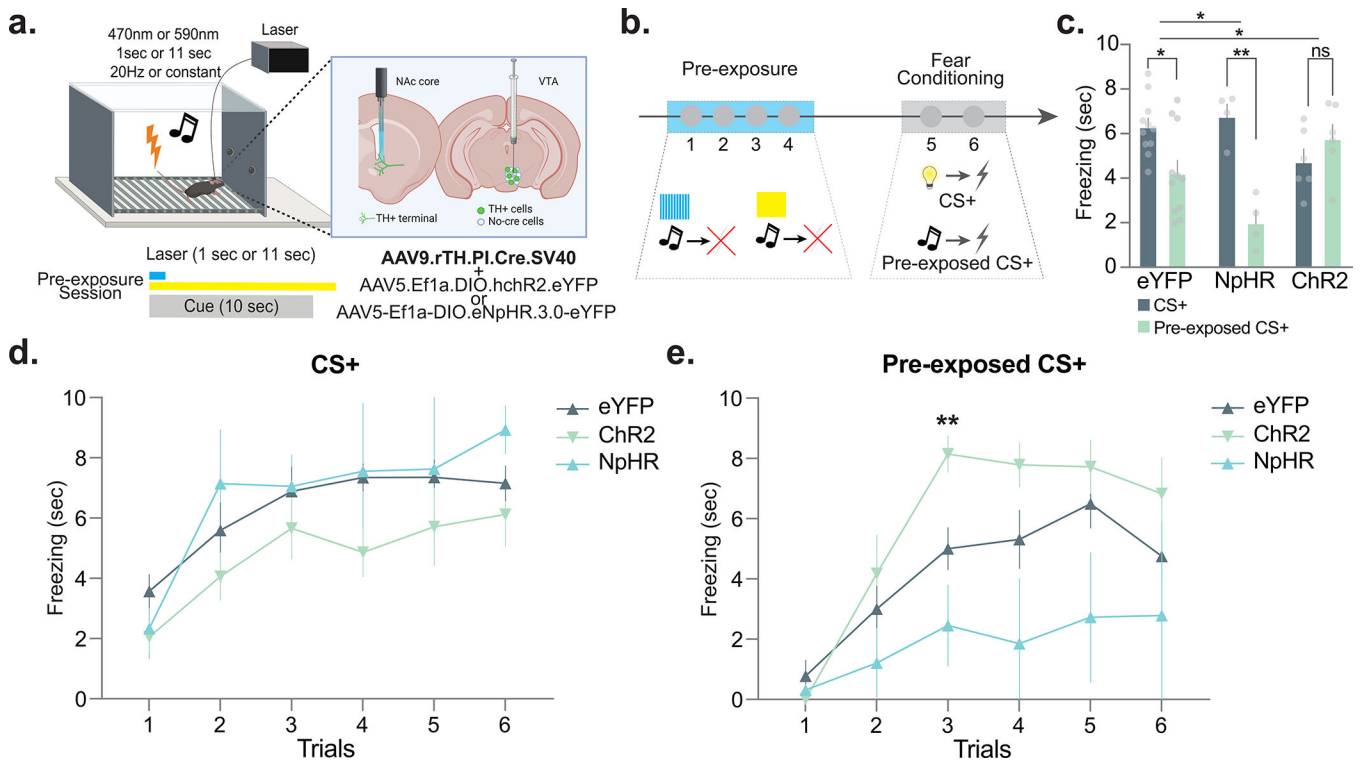 a.
470nm or 590nm
1sec or 11 sec
20Hz or constant
Laser
NAc core
VTA
TH+ terminal
TH+ cells
No-cre cells
Laser (1 sec or 11 sec)
Pre-exposure
Session
Cue (10 sec)
AAV9.rTH.PI.Cre.SV40
+
AAV5.Ef1a.DIO.hchR2.eYFP
or
AAV5-Ef1a-DIO.eNpHR.3.0-eYFP
b.
Pre-exposure
Fear
Conditioning
1 2 3 4
5 6
CS+
Pre-exposed CS+
c.
*
*
* ** ns
Freezing (sec)
10
8
6
4
2
0
eYFP NpHR ChR2
CS+
Pre-exposed CS+
d.
CS+
Freezing (sec)
10
8
6
4
2
0
1 2 3 4 5 6
Trials
eYFP
ChR2
NpHR
e.
Pre-exposed CS+
**
Freezing (sec)
10
8
6
4
2
0
1 2 3 4 5 6
Trials
eYFP
ChR2
NpHR